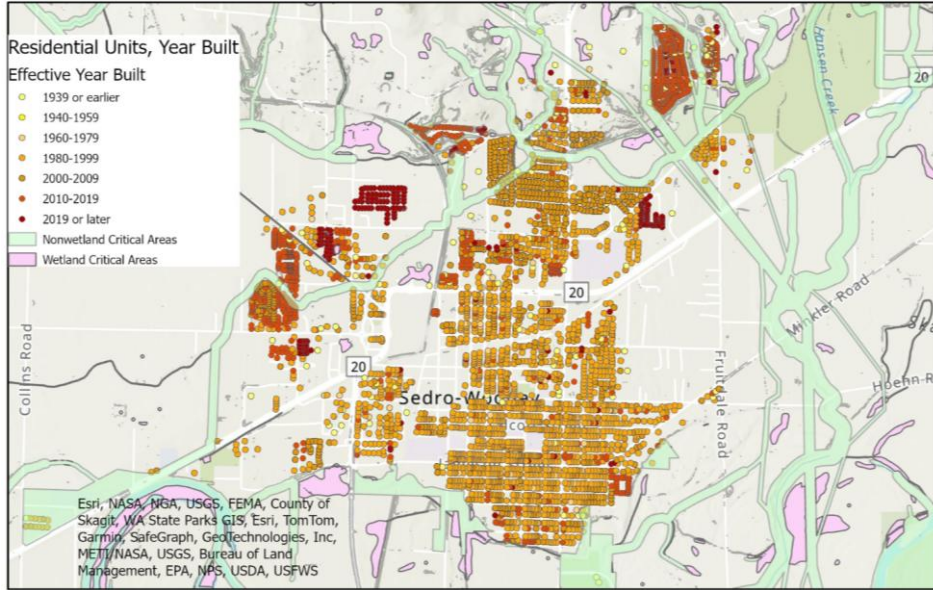 Residential Units, Year Built
Effective Year Built
1939 or earlier
1940-1959
1960-1979
1980-1999
2000-2009
2010-2019
2019 or later
Nonwetland Critical Areas
Wetland Critical Areas
Hansen Creek
20
20
20
Minkler Road
Collins Road
Fruitdale Road
Hoehn R
Ska
Sedro-Woolley
Esri, NASA, NGA, USGS, FEMA, County of
Skagit, WA State Parks GIS, Esri, TomTom,
Garmin, SafeGraph, GeoTechnologies, Inc,
METI/NASA, USGS, Bureau of Land
Management, EPA, NPS, USDA, USFWS